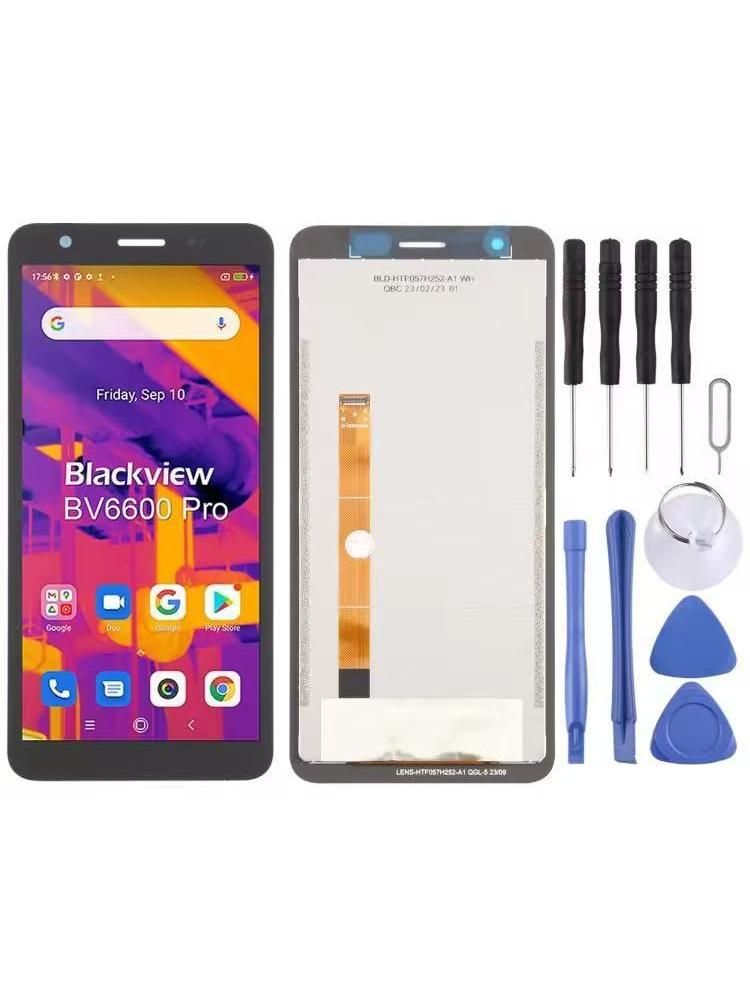 17:56
Friday, Sep 10
Blackview
BV6600 Pro
Google
Duo
Google
Play Store
BLD-HTF057H252-A1 WH
QBC 23/02/23 01
LENS-HTF057H252-A1 QGL-5 23/09